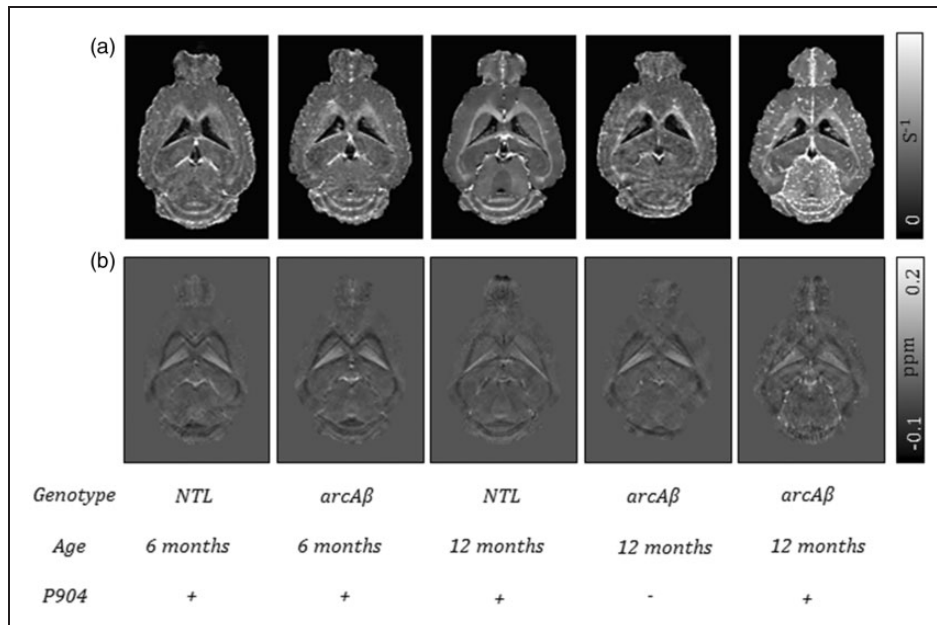 (a)
S⁻¹
0
(b)
0.2
ppm
-0.1
Genotype NTL arcAβ NTL arcAβ arcAβ
Age 6 months 6 months 12 months 12 months 12 months
P904 + + + - +